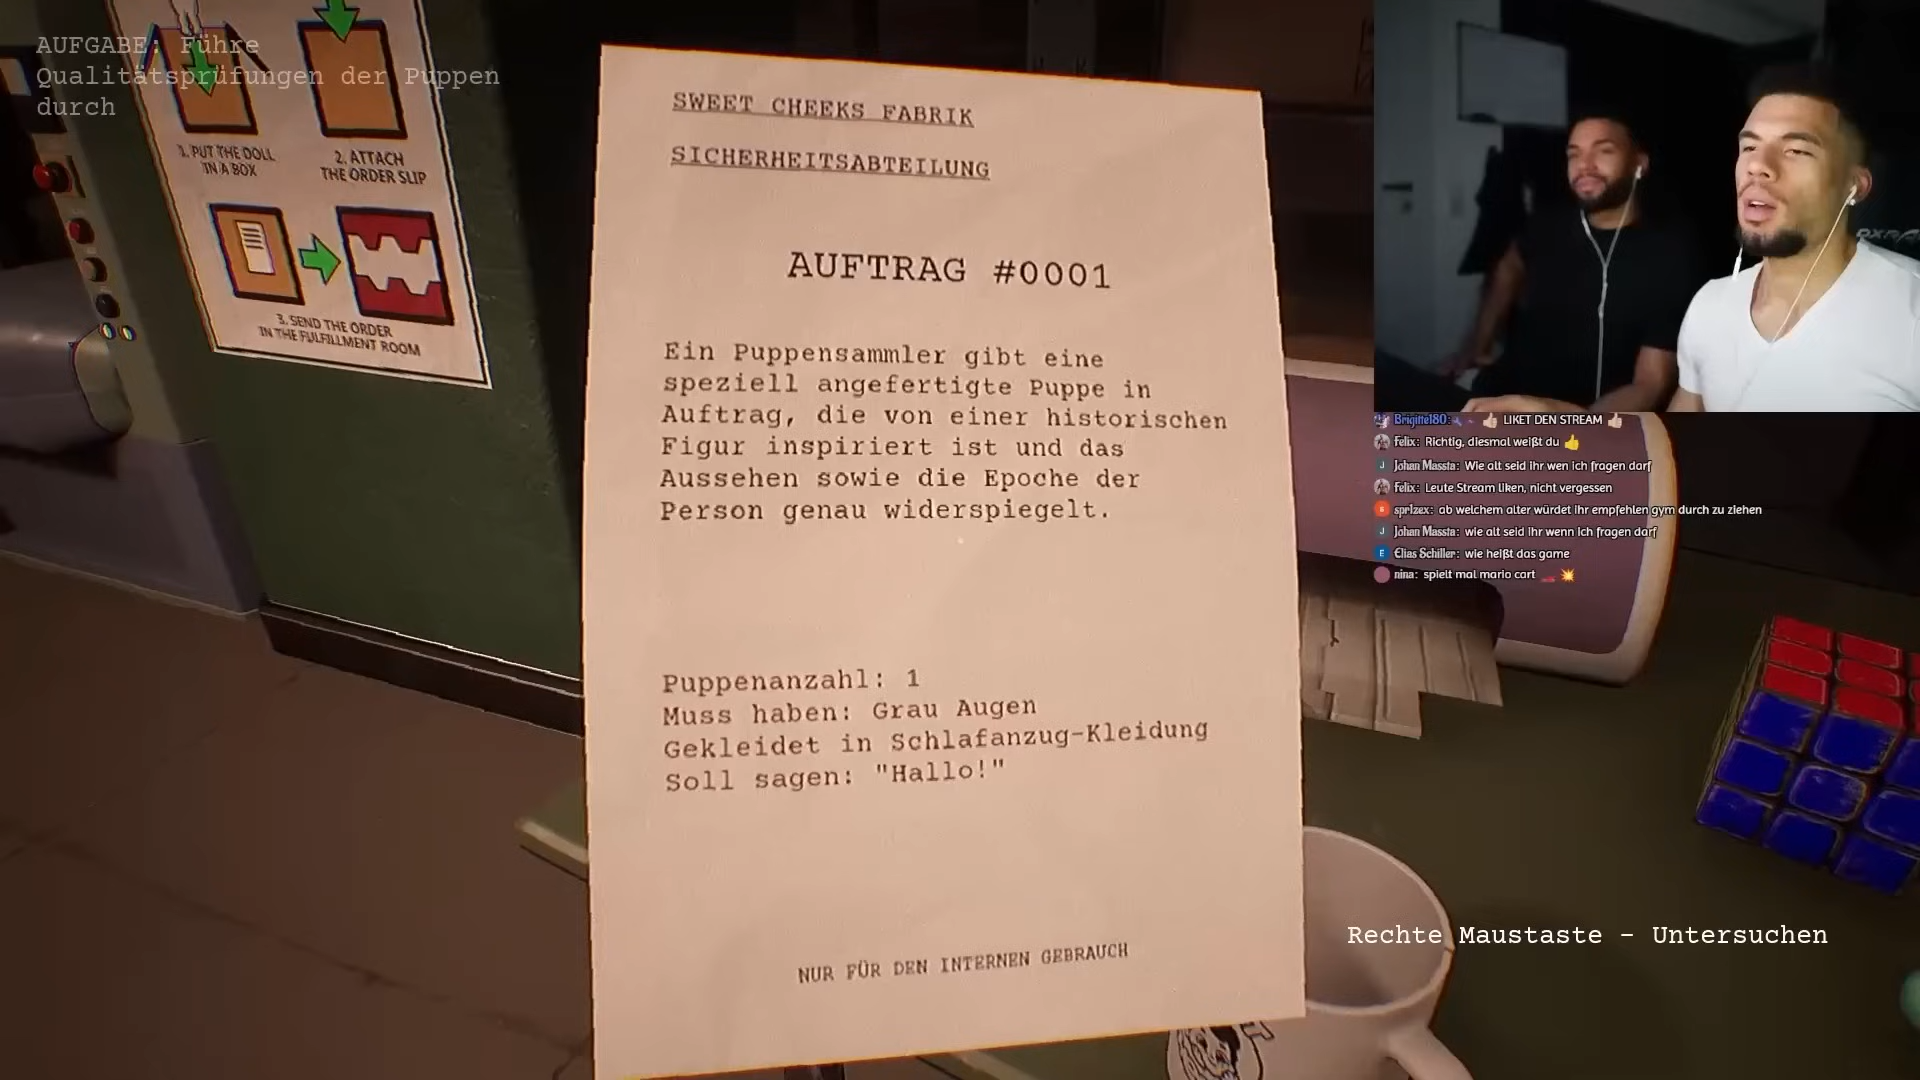 AUFGABE: Führe
Qualitätsprüfungen der Puppen
durch
1. PUT THE DOLL
IN A BOX
2. ATTACH
THE ORDER SLIP
3. SEND THE ORDER
IN THE FULFILLMENT ROOM
SWEET CHEEKS FABRIK
SICHERHEITSABTEILUNG
AUFTRAG #0001
Ein Puppensammler gibt eine
speziell angefertigte Puppe in
Auftrag, die von einer historischen
Figur inspiriert ist und das
Aussehen sowie die Epoche der
Person genau widerspiegelt.
Puppenanzahl: 1
Muss haben: Grau Augen
Gekleidet in Schlafanzug-Kleidung
Soll sagen: "Hallo!"
NUR FÜR DEN INTERNEN GEBRAUCH
Brigitte180: 👍 LIKET DEN STREAM 👍
Felix: Richtig, diesmal weißt du 👍
J Johan Massta: Wie alt seid ihr wen ich fragen darf
Felix: Leute Stream liken, nicht vergessen
sprizex: ab welchem alter würdet ihr empfehlen gym durch zu ziehen
J Johan Massta: wie alt seid ihr wenn ich fragen darf
E Elias Schiller: wie heißt das game
nina: spielt mal mario cart 🏎️ 💥
Rechte Maustaste - Untersuchen